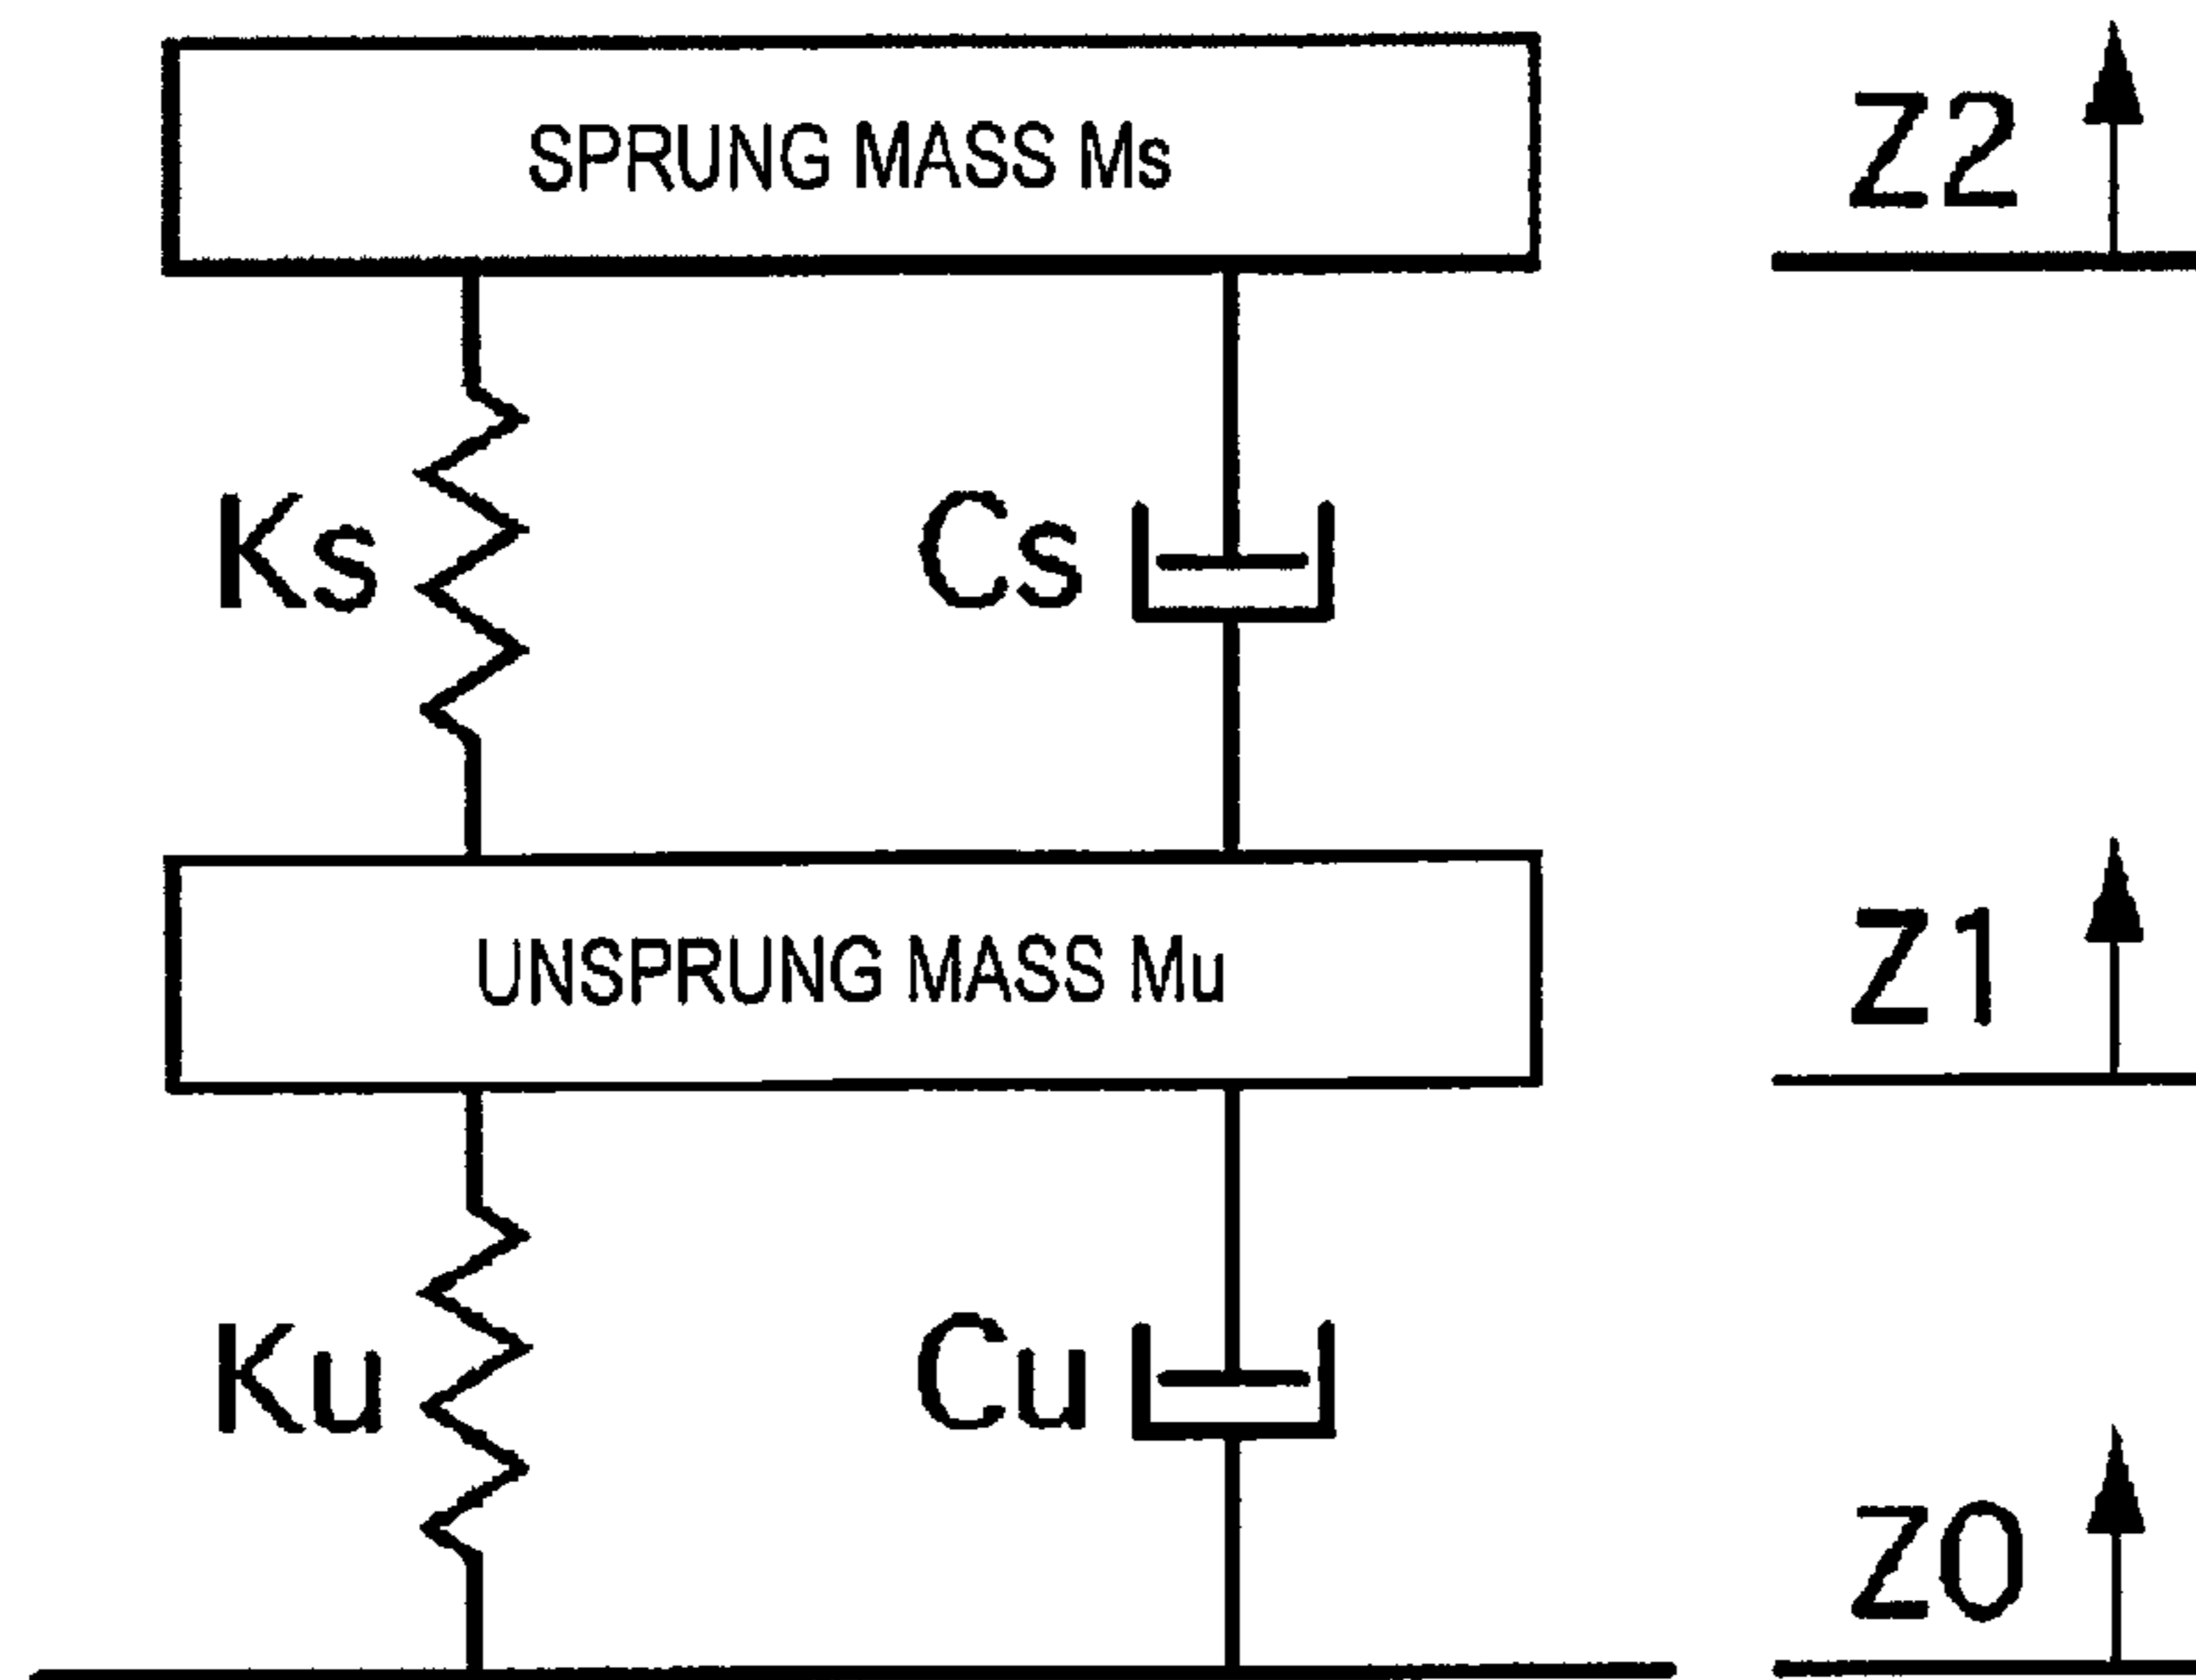 SPRUNG MASS Ms
Z2
Ks
Cs
UNSPRUNG MASS Mu
Z1
Ku
Cu
Z0